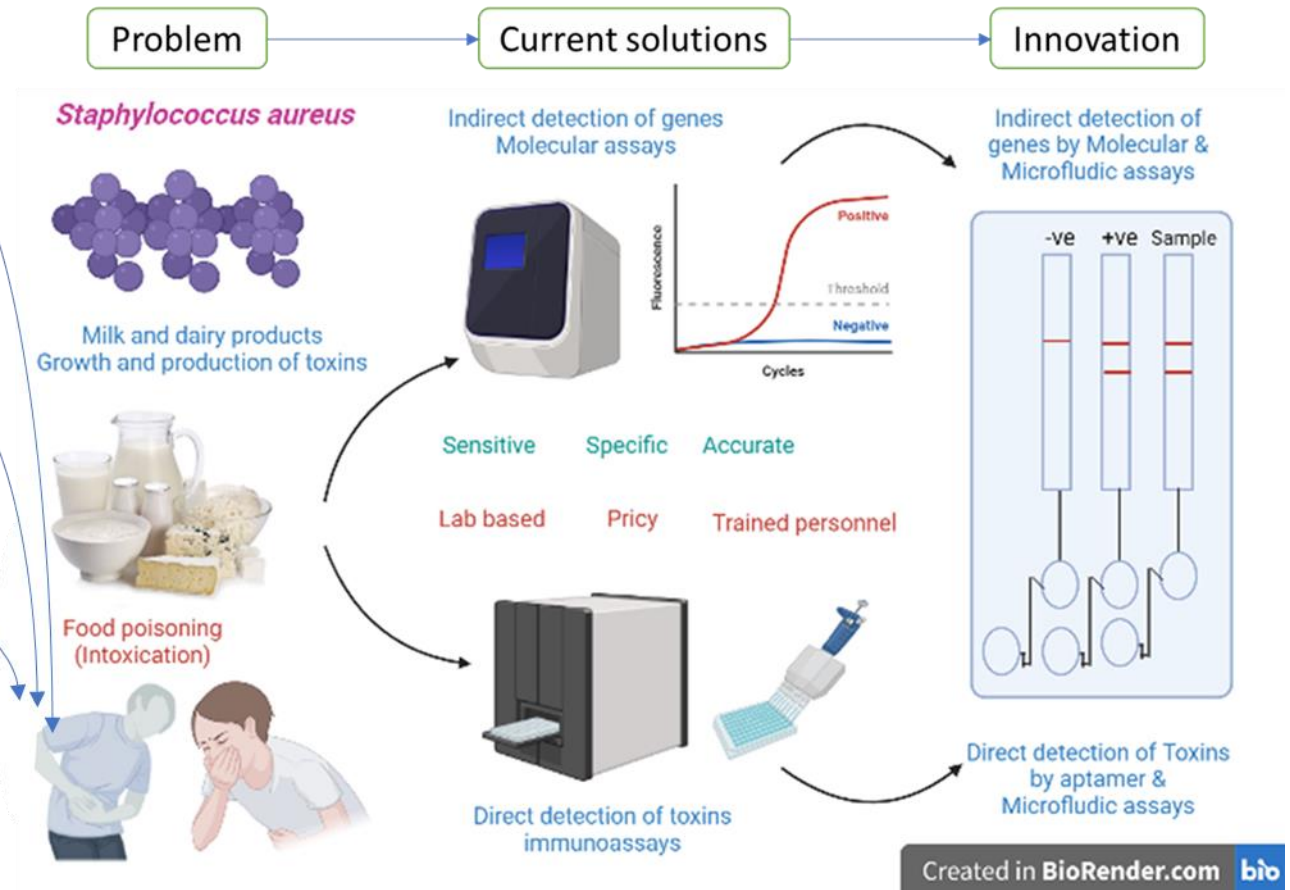 Problem
Current solutions
Innovation
Staphylococcus aureus
Milk and dairy products
Growth and production of toxins
Food poisoning
(Intoxication)
Indirect detection of genes
Molecular assays
Fluorescence
Positive
Threshold
Negative
Cycles
Sensitive Specific Accurate
Lab based Pricy Trained personnel
Direct detection of toxins
immunoassays
Indirect detection of
genes by Molecular &
Microfludic assays
-ve +ve Sample
Direct detection of Toxins
by aptamer &
Microfludic assays
Created in BioRender.com bio